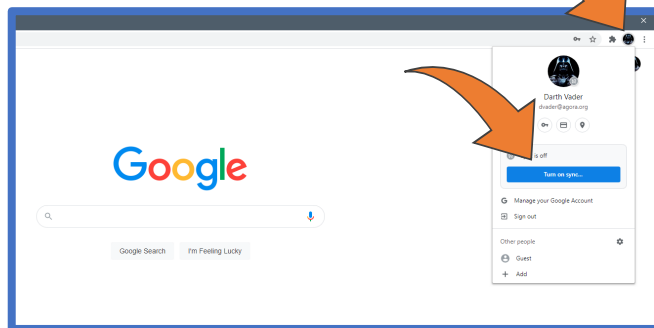 Darth Vader
dvader@agora.org
is off
Turn on sync...
Google
G Manage your Google Account
Sign out
Google Search I'm Feeling Lucky
Other people
Guest
+ Add